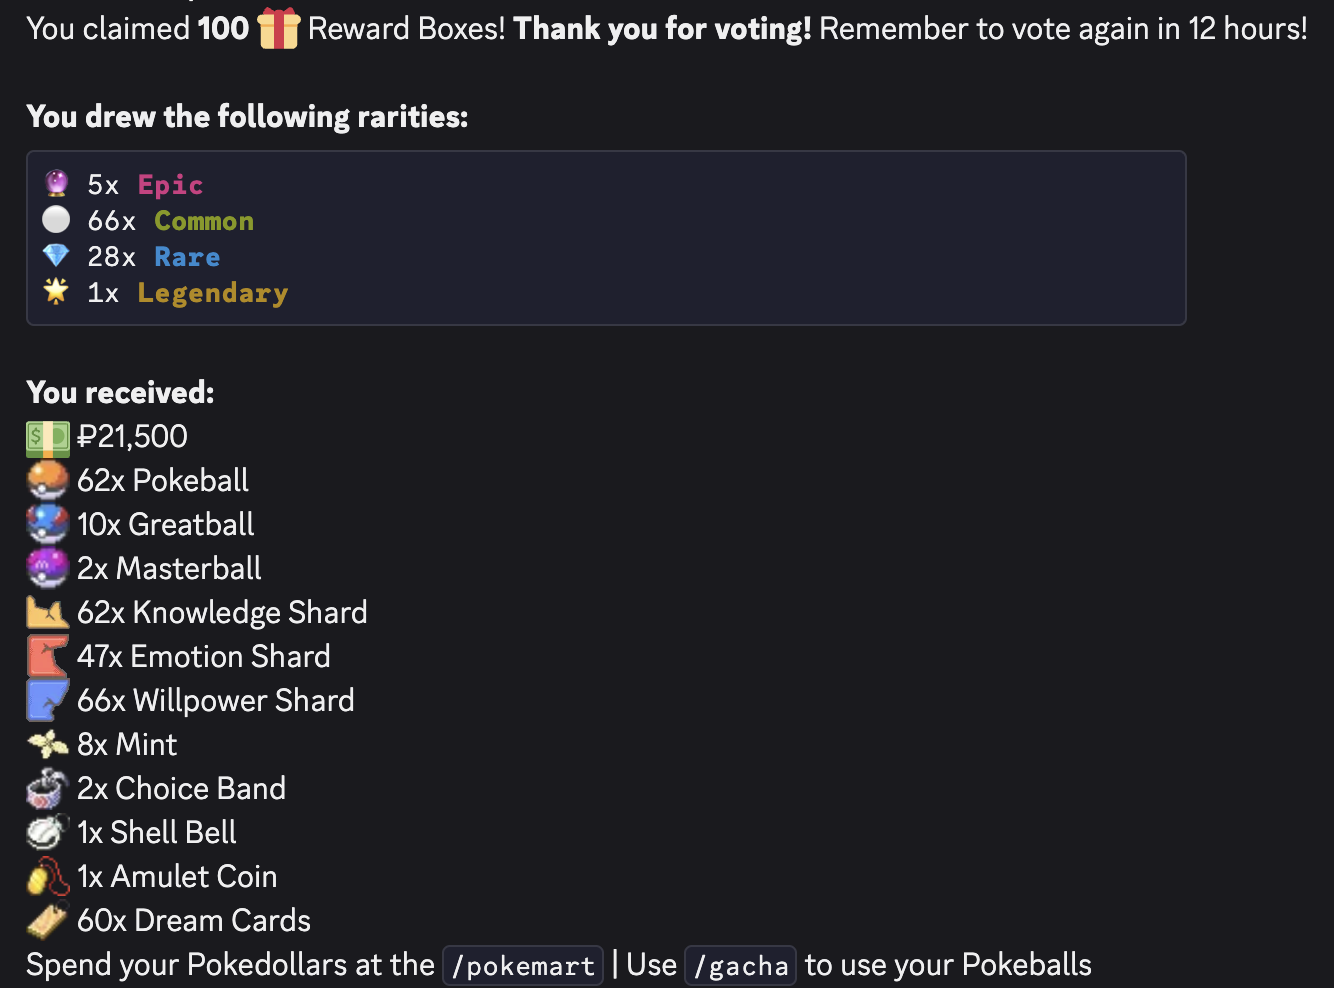 You claimed 100 Reward Boxes! Thank you for voting! Remember to vote again in 12 hours!
You drew the following rarities:
5x Epic
66x Common
28x Rare
1x Legendary
You received:
₽21,500
62x Pokeball
10x Greatball
2x Masterball
62x Knowledge Shard
47x Emotion Shard
66x Willpower Shard
8x Mint
2x Choice Band
1x Shell Bell
1x Amulet Coin
60x Dream Cards
Spend your Pokedollars at the /pokemart | Use /gacha to use your Pokeballs